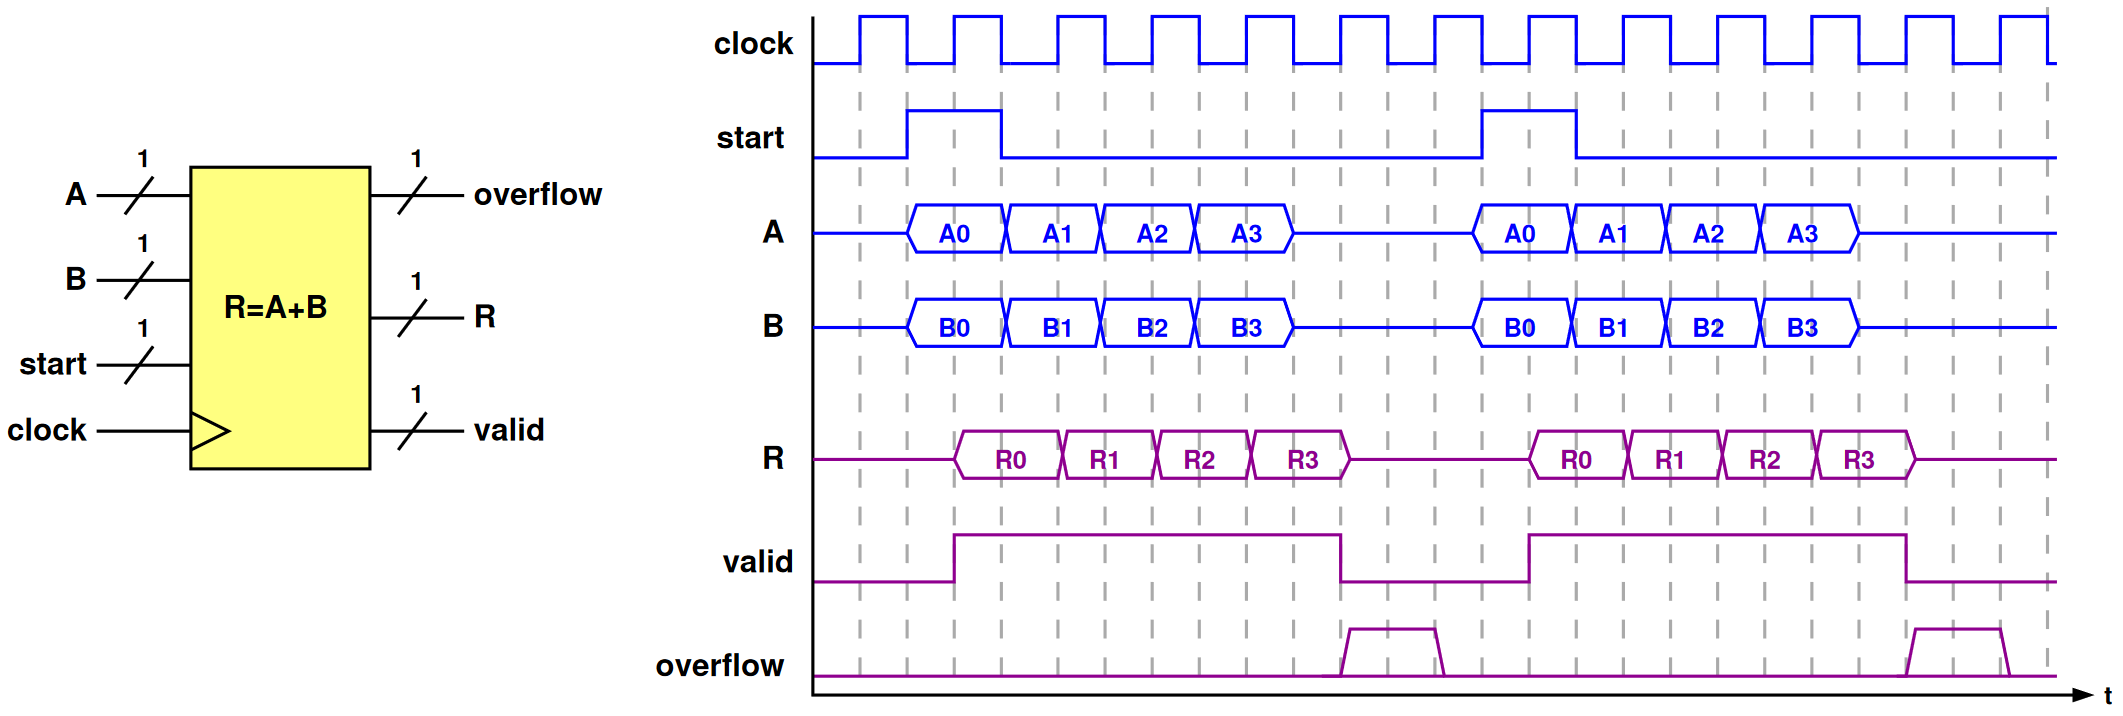 1
A
1
B
1
start
clock
R=A+B
1
overflow
1
R
1
valid
clock
start
A
A0 A1 A2 A3 A0 A1 A2 A3
B
B0 B1 B2 B3 B0 B1 B2 B3
R
R0 R1 R2 R3 R0 R1 R2 R3
valid
overflow
t